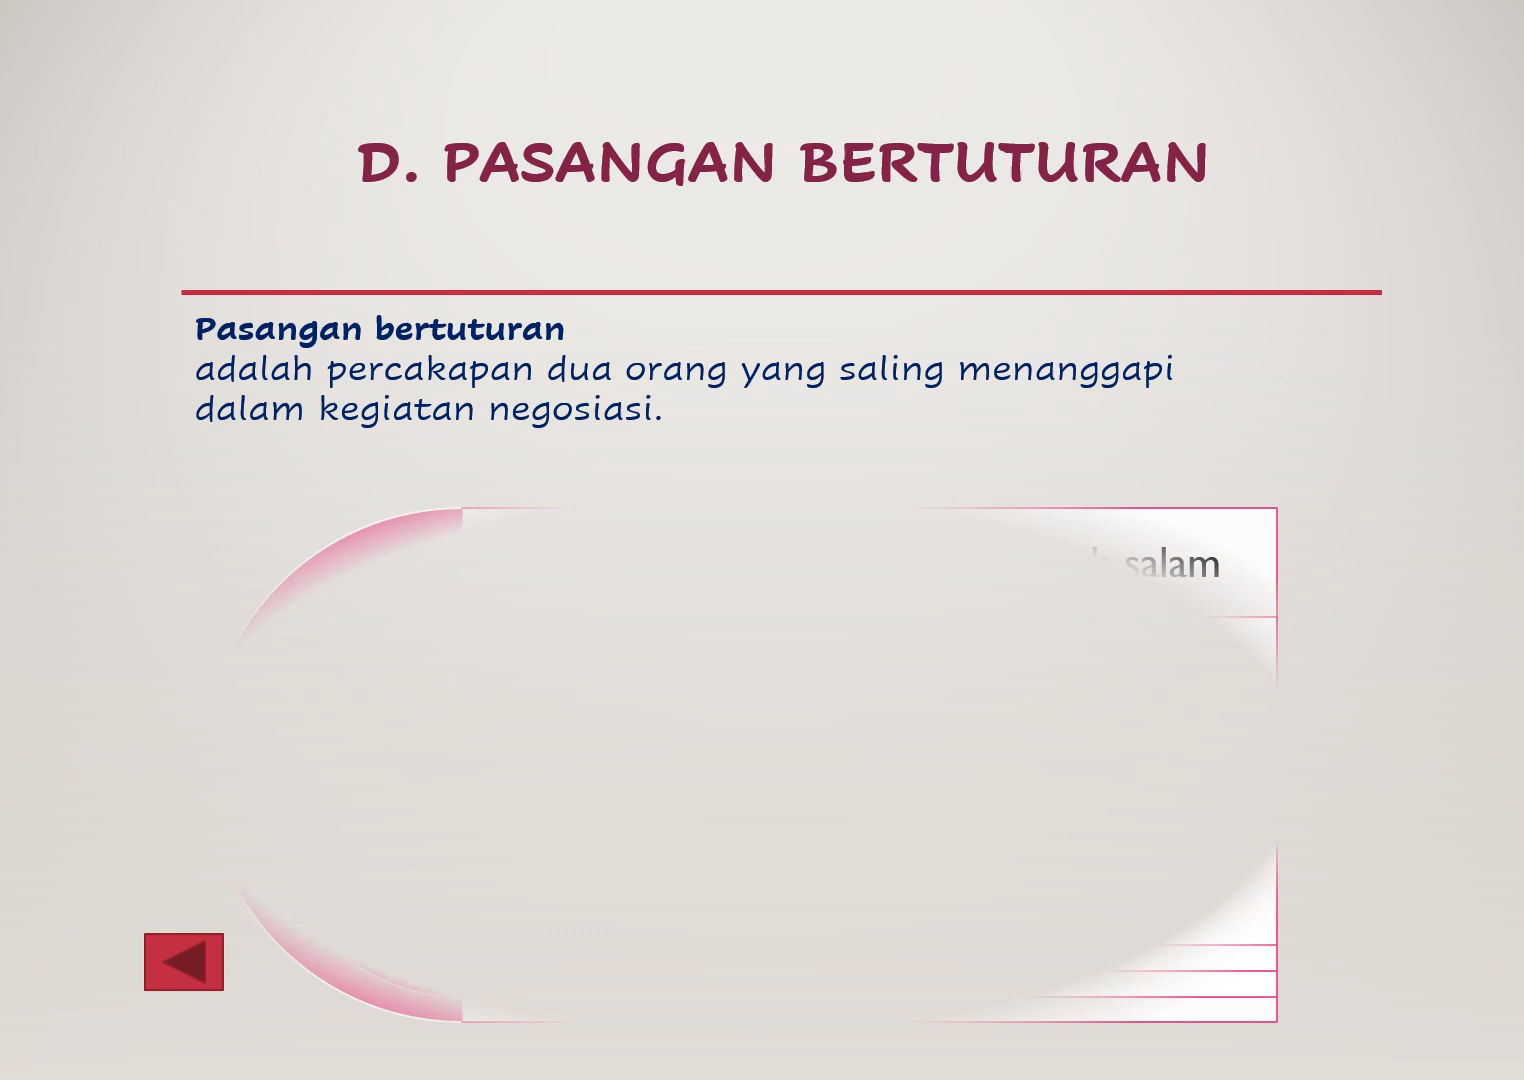 D. PASANGAN BERTUTURAN
Pasangan bertuturan
adalah percakapan dua orang yang saling menanggapi
dalam kegiatan negosiasi.
salam